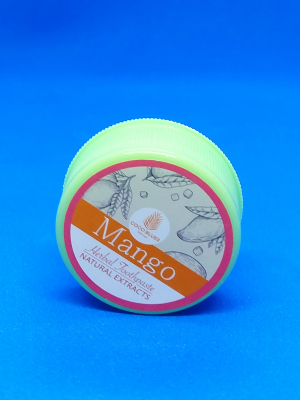 Mango
Herbal Toothpaste
NATURAL EXTRACTS